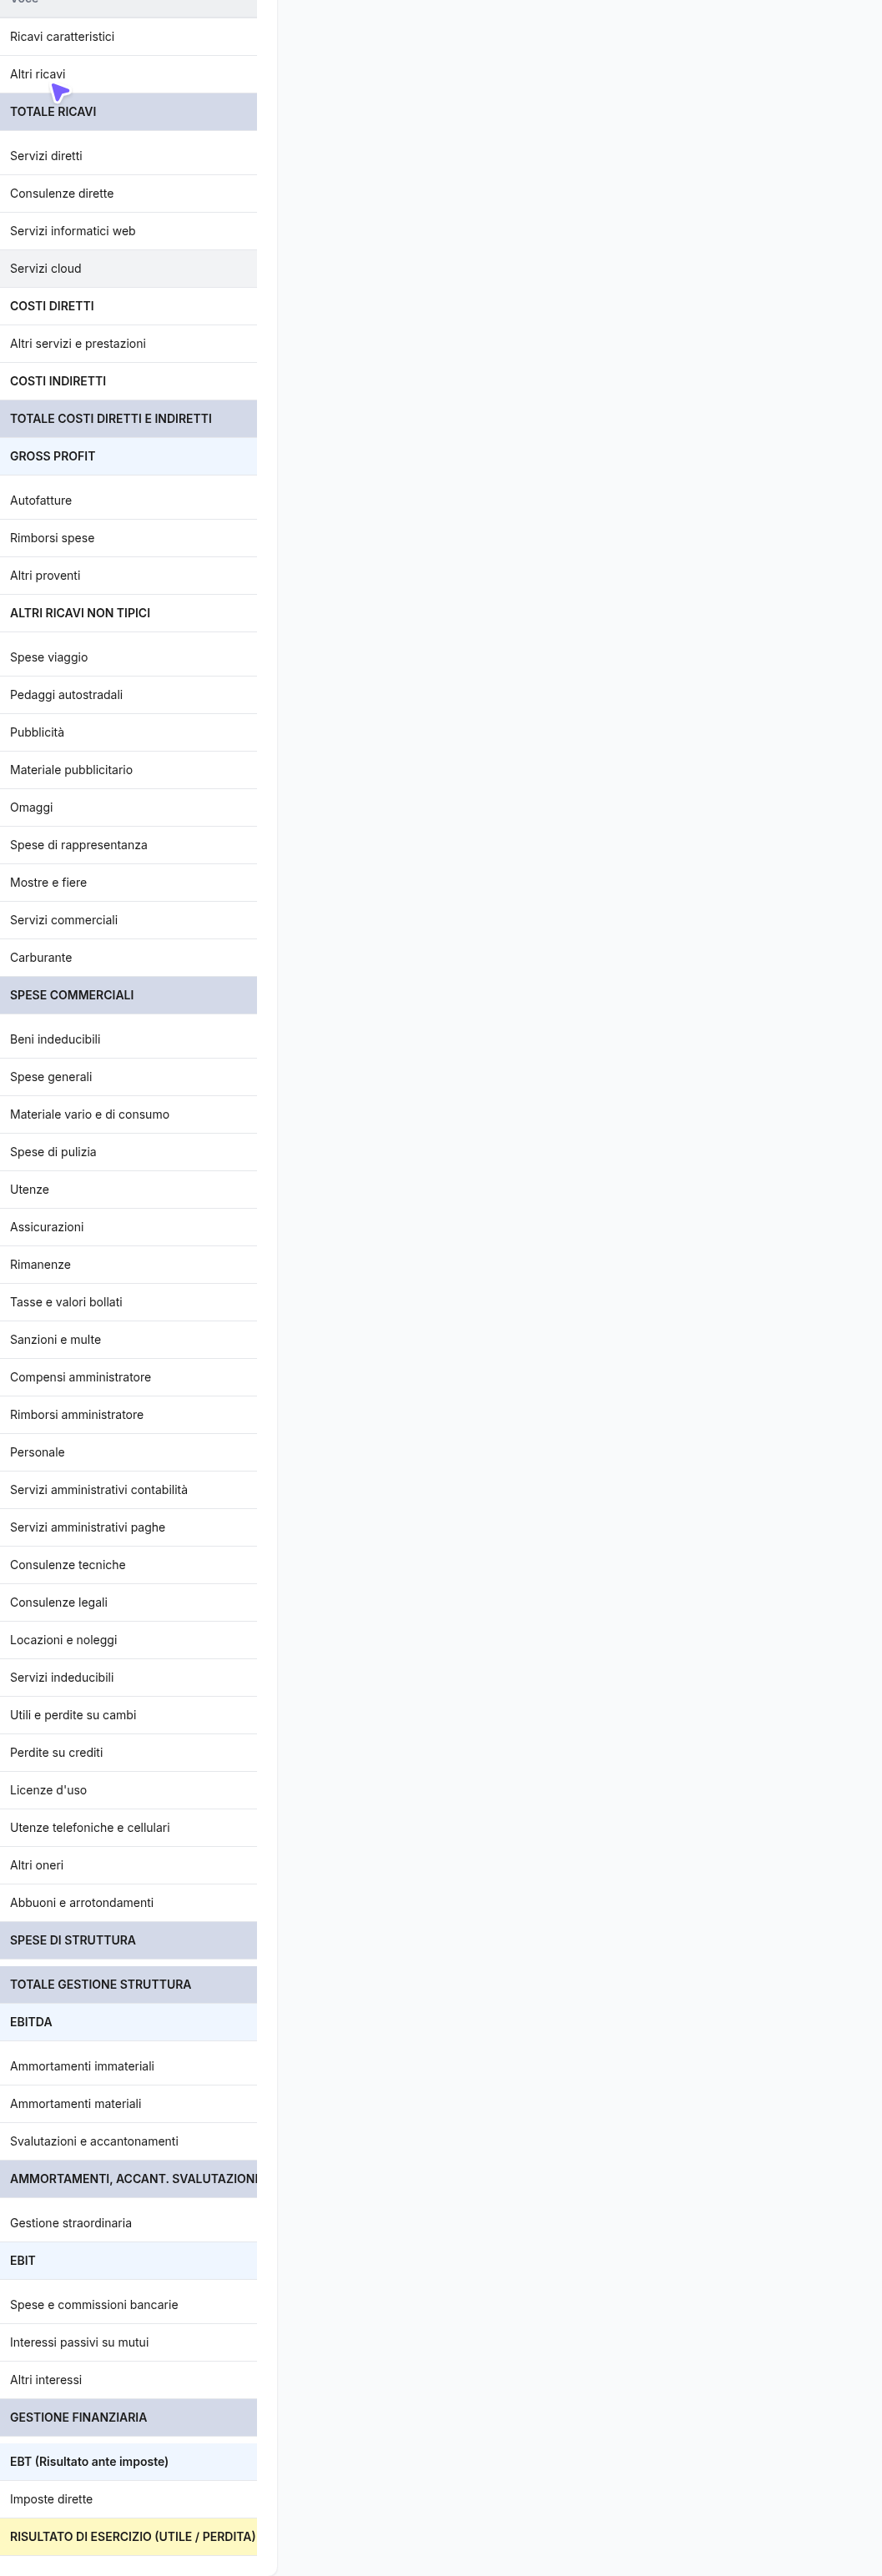 Voce
Ricavi caratteristici
Altri ricavi
TOTALE RICAVI
Servizi diretti
Consulenze dirette
Servizi informatici web
Servizi cloud
COSTI DIRETTI
Altri servizi e prestazioni
COSTI INDIRETTI
TOTALE COSTI DIRETTI E INDIRETTI
GROSS PROFIT
Autofatture
Rimborsi spese
Altri proventi
ALTRI RICAVI NON TIPICI
Spese viaggio
Pedaggi autostradali
Pubblicità
Materiale pubblicitario
Omaggi
Spese di rappresentanza
Mostre e fiere
Servizi commerciali
Carburante
SPESE COMMERCIALI
Beni indeducibili
Spese generali
Materiale vario e di consumo
Spese di pulizia
Utenze
Assicurazioni
Rimanenze
Tasse e valori bollati
Sanzioni e multe
Compensi amministratore
Rimborsi amministratore
Personale
Servizi amministrativi contabilità
Servizi amministrativi paghe
Consulenze tecniche
Consulenze legali
Locazioni e noleggi
Servizi indeducibili
Utili e perdite su cambi
Perdite su crediti
Licenze d'uso
Utenze telefoniche e cellulari
Altri oneri
Abbuoni e arrotondamenti
SPESE DI STRUTTURA
TOTALE GESTIONE STRUTTURA
EBITDA
Ammortamenti immateriali
Ammortamenti materiali
Svalutazioni e accantonamenti
AMMORTAMENTI, ACCANT. SVALUTAZIONI
Gestione straordinaria
EBIT
Spese e commissioni bancarie
Interessi passivi su mutui
Altri interessi
GESTIONE FINANZIARIA
EBT (Risultato ante imposte)
Imposte dirette
RISULTATO DI ESERCIZIO (UTILE / PERDITA)